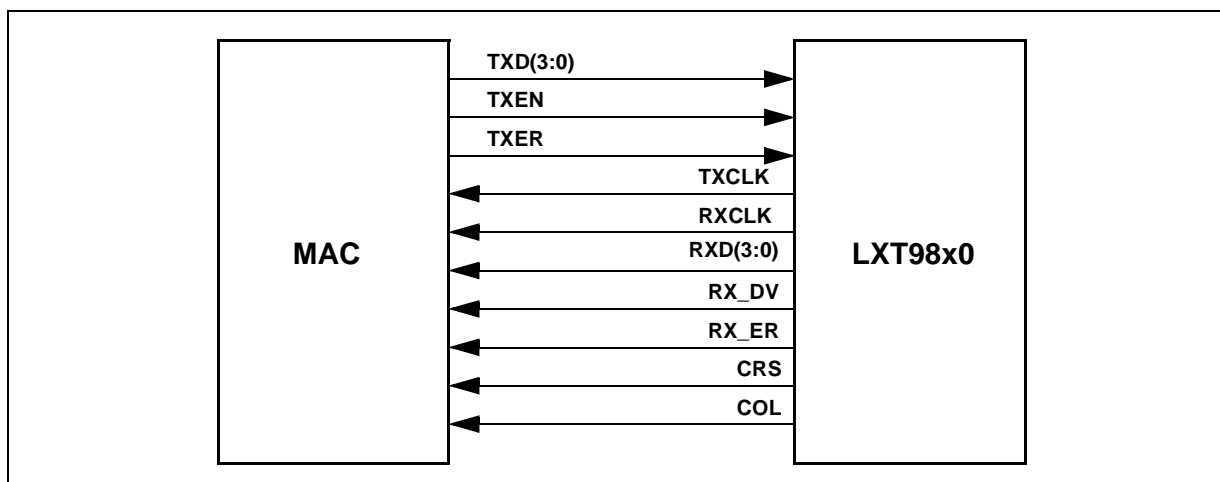 TXD(3:0)
TXEN
TXER
TXCLK
RXCLK
MAC
RXD(3:0)
LXT98x0
RX_DV
RX_ER
CRS
COL